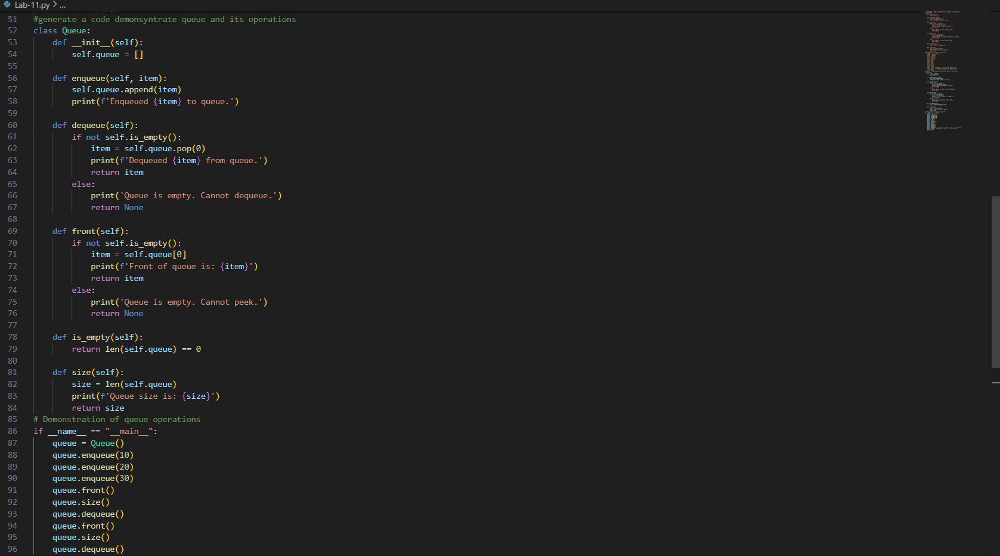 Lab-11.py > ...
51 #generate a code demonsyntrate queue and its operations
52 class Queue:
53     def __init__(self):
54         self.queue = []
55
56     def enqueue(self, item):
57         self.queue.append(item)
58         print(f'Enqueued {item} to queue.')
59
60     def dequeue(self):
61         if not self.is_empty():
62             item = self.queue.pop(0)
63             print(f'Dequeued {item} from queue.')
64             return item
65         else:
66             print('Queue is empty. Cannot dequeue.')
67             return None
68
69     def front(self):
70         if not self.is_empty():
71             item = self.queue[0]
72             print(f'Front of queue is: {item}')
73             return item
74         else:
75             print('Queue is empty. Cannot peek.')
76             return None
77
78     def is_empty(self):
79         return len(self.queue) == 0
80
81     def size(self):
82         size = len(self.queue)
83         print(f'Queue size is: {size}')
84         return size
85 # Demonstration of queue operations
86 if __name__ == "__main__":
87     queue = Queue()
88     queue.enqueue(10)
89     queue.enqueue(20)
90     queue.enqueue(30)
91     queue.front()
92     queue.size()
93     queue.dequeue()
94     queue.front()
95     queue.size()
96     queue.dequeue()